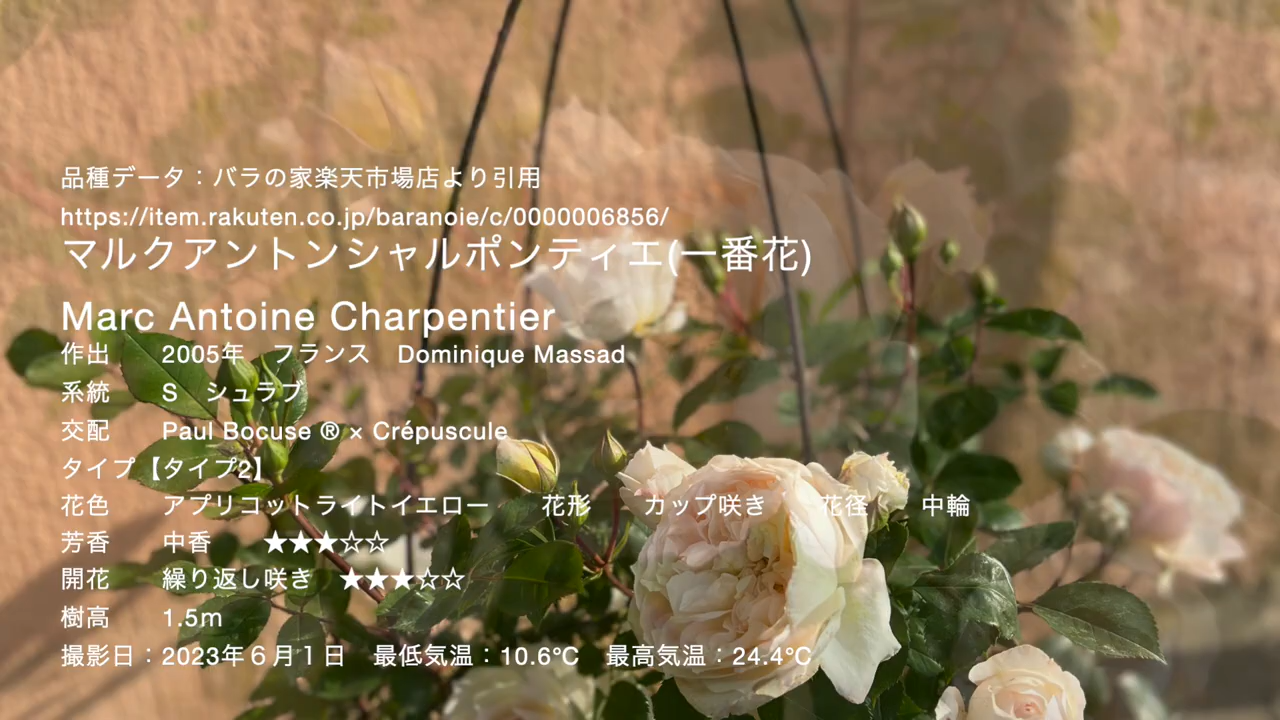 品種データ：バラの家楽天市場店より引用
https://item.rakuten.co.jp/baranoie/c/0000006856/
マルクアントンシャルポンティエ(一番花)
Marc Antoine Charpentier
作出　2005年　フランス　Dominique Massad
系統　S　シュラブ
交配　Paul Bocuse ® × Crépuscule
タイプ【タイプ2】
花色　アプリコットライトイエロー　花形　カップ咲き　花径　中輪
芳香　中香　★★★☆☆
開花　繰り返し咲き　★★★☆☆
樹高　1.5m
撮影日：2023年６月１日　最低気温：10.6℃　最高気温：24.4℃